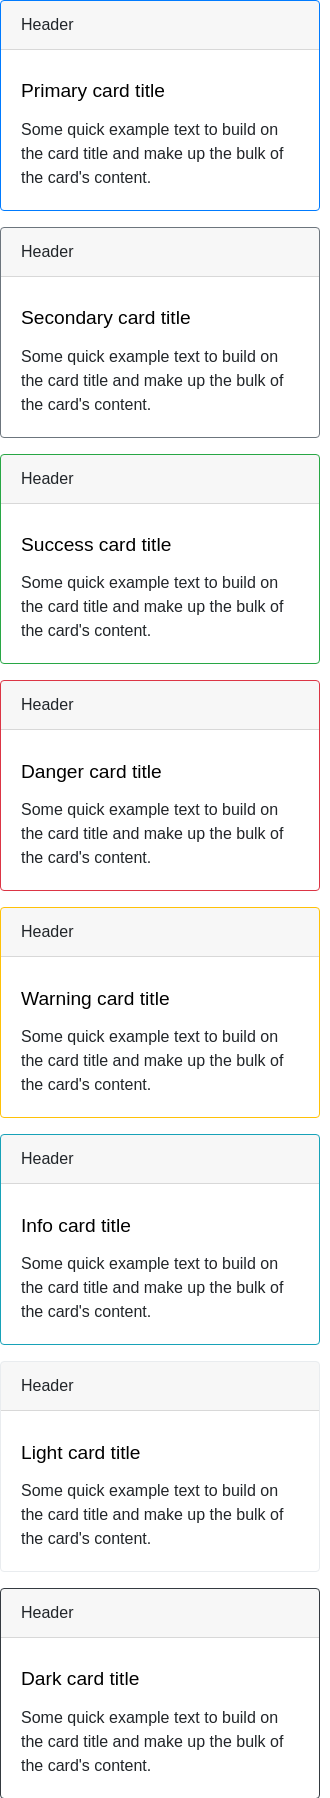 Header
Primary card title
Some quick example text to build on
the card title and make up the bulk of
the card's content.
Header
Secondary card title
Some quick example text to build on
the card title and make up the bulk of
the card's content.
Header
Success card title
Some quick example text to build on
the card title and make up the bulk of
the card's content.
Header
Danger card title
Some quick example text to build on
the card title and make up the bulk of
the card's content.
Header
Warning card title
Some quick example text to build on
the card title and make up the bulk of
the card's content.
Header
Info card title
Some quick example text to build on
the card title and make up the bulk of
the card's content.
Header
Light card title
Some quick example text to build on
the card title and make up the bulk of
the card's content.
Header
Dark card title
Some quick example text to build on
the card title and make up the bulk of
the card's content.